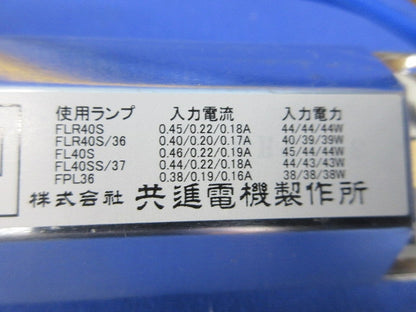 使用ランプ 入力電流 入力電力
FLR40S 0.45/0.22/0.18A 44/44/44W
FLR40S/36 0.40/0.20/0.17A 40/39/39W
FL40S 0.46/0.22/0.19A 45/44/44W
FL40SS/37 0.44/0.22/0.18A 44/43/43W
FPL36 0.38/0.19/0.16A 38/38/38W
株式会社 共進電機製作所